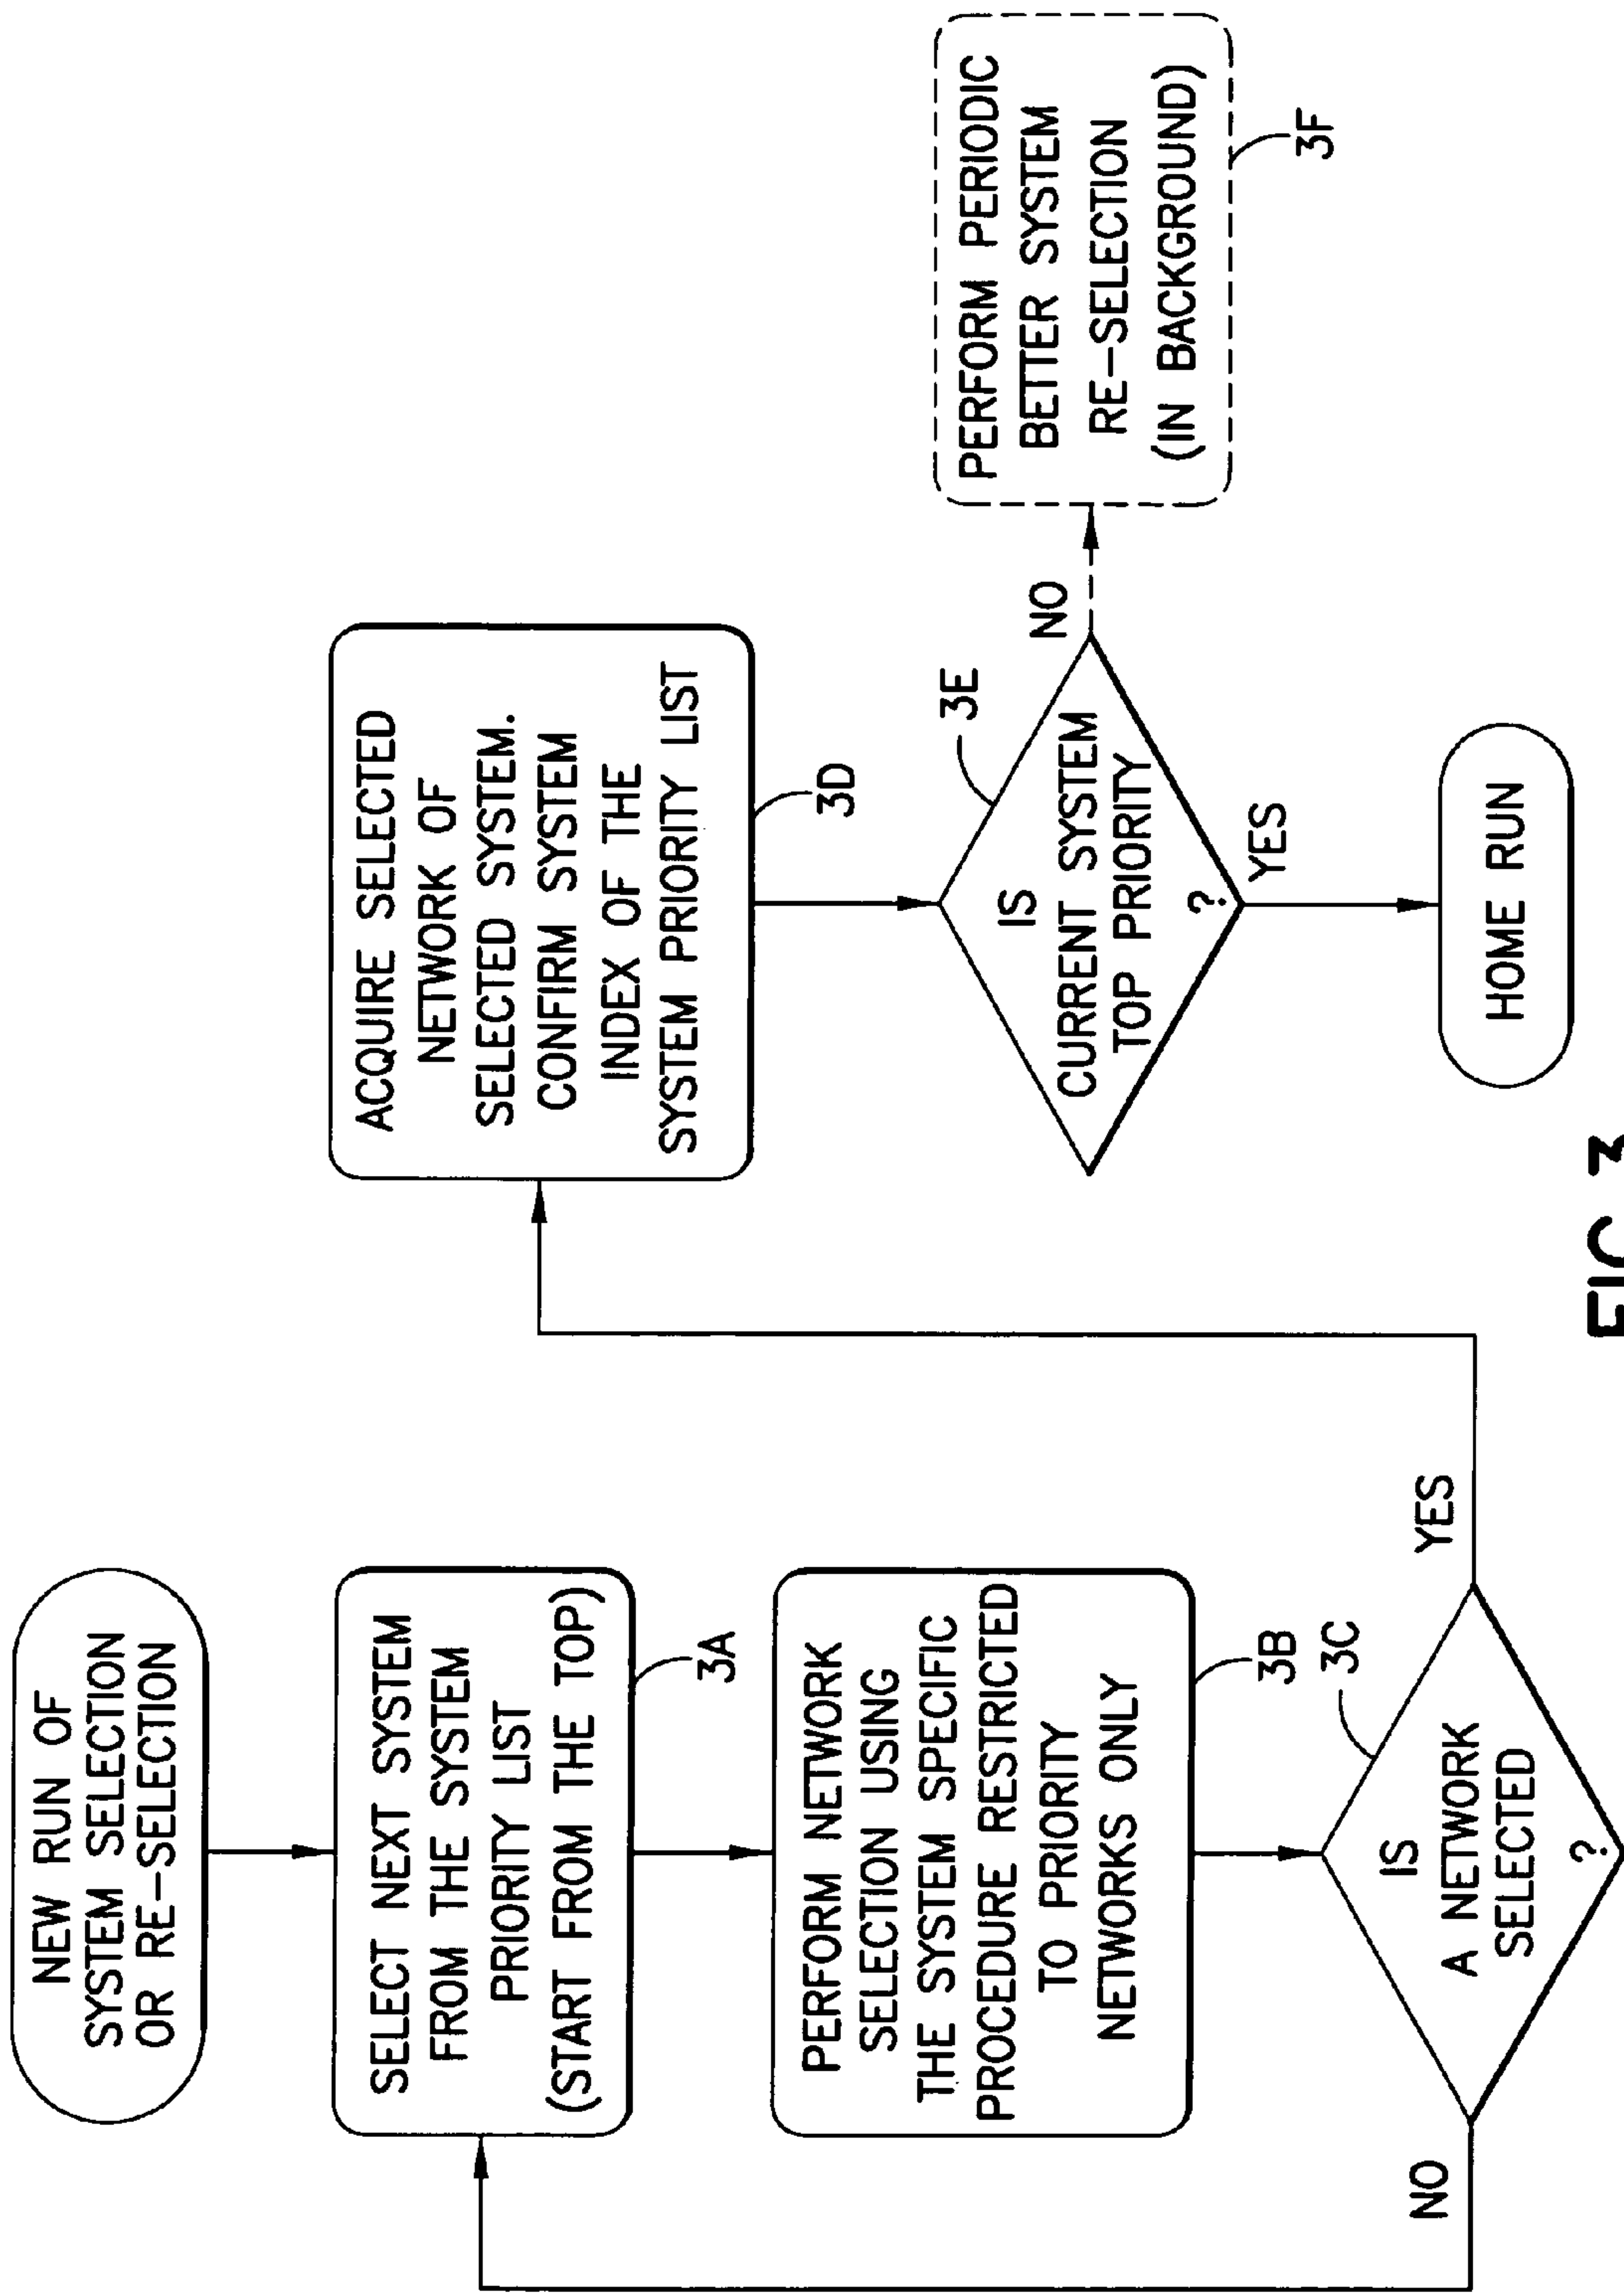 NEW RUN OF
SYSTEM SELECTION
OR RE-SELECTION
SELECT NEXT SYSTEM
FROM THE SYSTEM
PRIORITY LIST
(START FROM THE TOP)
3A
PERFORM NETWORK
SELECTION USING
THE SYSTEM SPECIFIC
PROCEDURE RESTRICTED
TO PRIORITY
NETWORKS ONLY
3B
3C
IS
A NETWORK
SELECTED
?
NO
YES
ACQUIRE SELECTED
NETWORK OF
SELECTED SYSTEM.
CONFIRM SYSTEM
INDEX OF THE
SYSTEM PRIORITY LIST
3D
3E
IS
CURRENT SYSTEM
TOP PRIORITY
?
NO
YES
PERFORM PERIODIC
BETTER SYSTEM
RE-SELECTION
(IN BACKGROUND)
3F
HOME RUN
FIG. 3